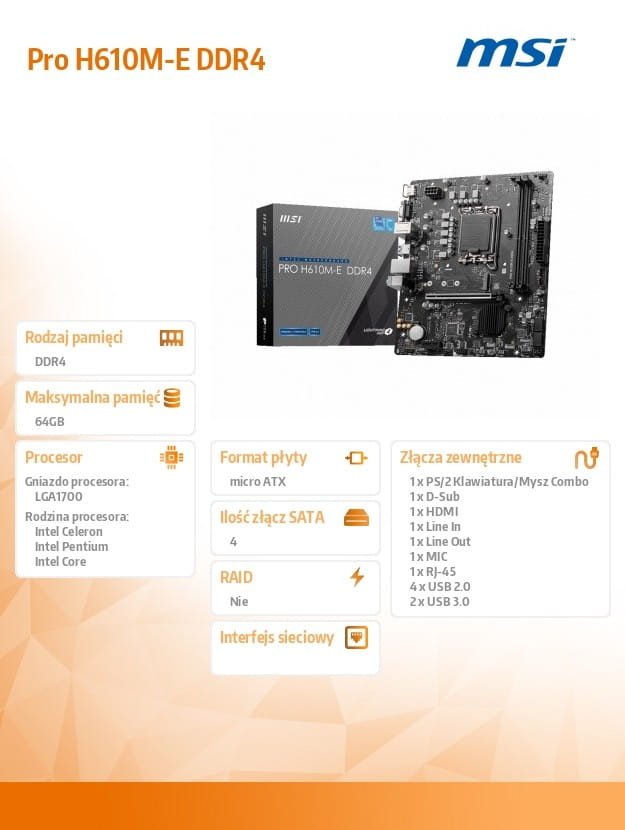 Pro H610M-E DDR4
msi
msi
PRO H610M-E DDR4
Rodzaj pamięci
DDR4
Maksymalna pamięć
64GB
Procesor
Gniazdo procesora:
LGA1700
Rodzina procesora:
Intel Celeron
Intel Pentium
Intel Core
Format płyty
micro ATX
Ilość złącz SATA
4
RAID
Nie
Interfejs sieciowy
Złącza zewnętrzne
1 x PS/2 Klawiatura/Mysz Combo
1 x D-Sub
1 x HDMI
1 x Line In
1 x Line Out
1 x MIC
1 x RJ-45
4 x USB 2.0
2 x USB 3.0